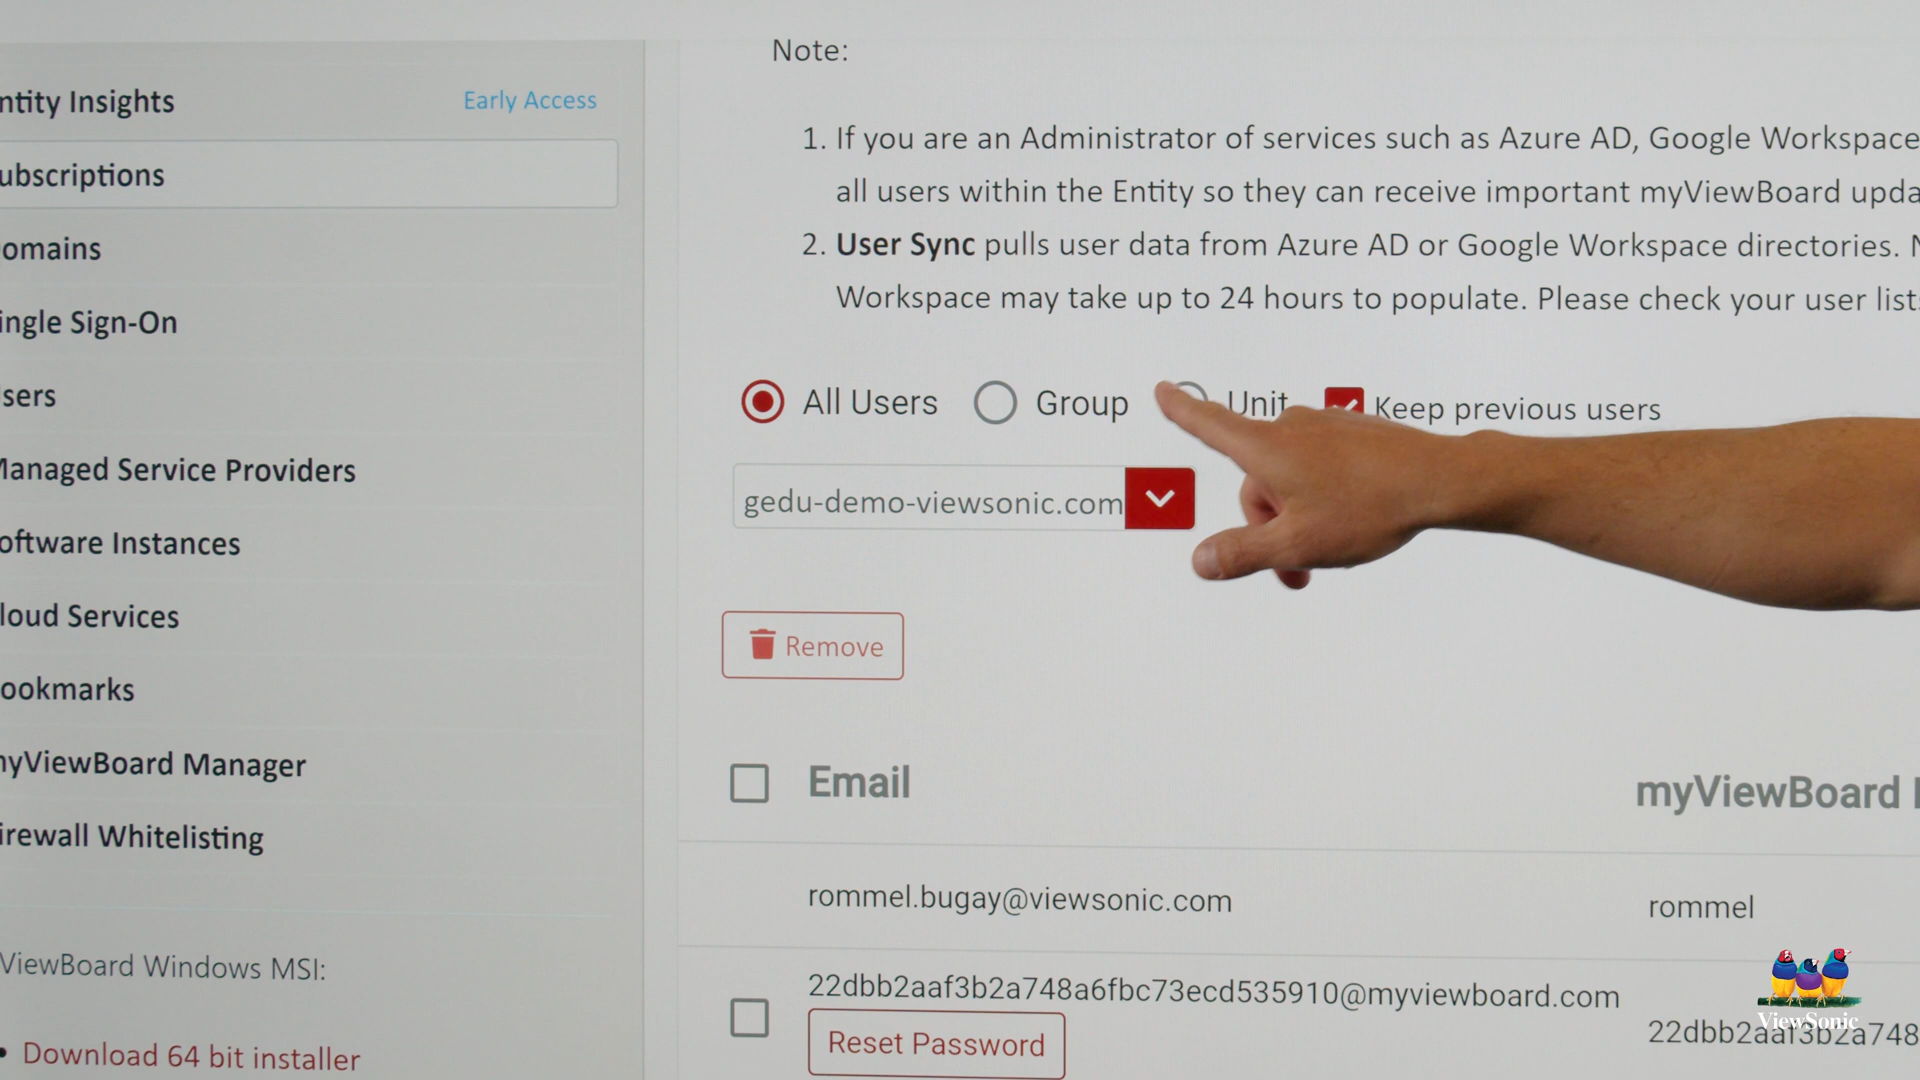 Note:
ntity Insights
Early Access
1. If you are an Administrator of services such as Azure AD, Google Workspace
all users within the Entity so they can receive important myViewBoard upda
ubscriptions
2. User Sync pulls user data from Azure AD or Google Workspace directories. N
omains
Workspace may take up to 24 hours to populate. Please check your user lists
ingle Sign-On
sers
All Users
Group
Unit
Keep previous users
Managed Service Providers
gedu-demo-viewsonic.com
oftware Instances
loud Services
Remove
ookmarks
myViewBoard Manager
Email
myViewBoard
irewall Whitelisting
rommel.bugay@viewsonic.com
rommel
ViewBoard Windows MSI:
22dbb2aaf3b2a748a6fbc73ecd535910@myviewboard.com
22dbb2aaf3b2a748
Reset Password
Download 64 bit installer
ViewSonic